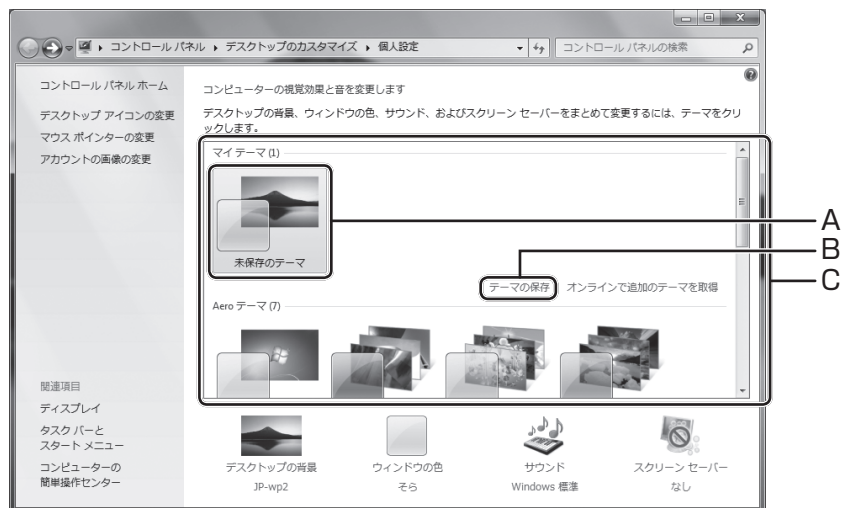 コントロール パネル ▸ デスクトップのカスタマイズ ▸ 個人設定
コントロール パネルの検索
コントロール パネル ホーム
デスクトップ アイコンの変更
マウス ポインターの変更
アカウントの画像の変更
コンピューターの視覚効果と音を変更します
デスクトップの背景、ウィンドウの色、サウンド、およびスクリーン セーバーをまとめて変更するには、テーマをクリ
ックします。
マイ テーマ (1)
未保存のテーマ
テーマの保存
オンラインで追加のテーマを取得
Aero テーマ (7)
A
B
C
関連項目
ディスプレイ
タスク バーと
スタート メニュー
コンピューターの
簡単操作センター
デスクトップの背景
JP-wp2
ウィンドウの色
そら
サウンド
Windows 標準
スクリーン セーバー
なし